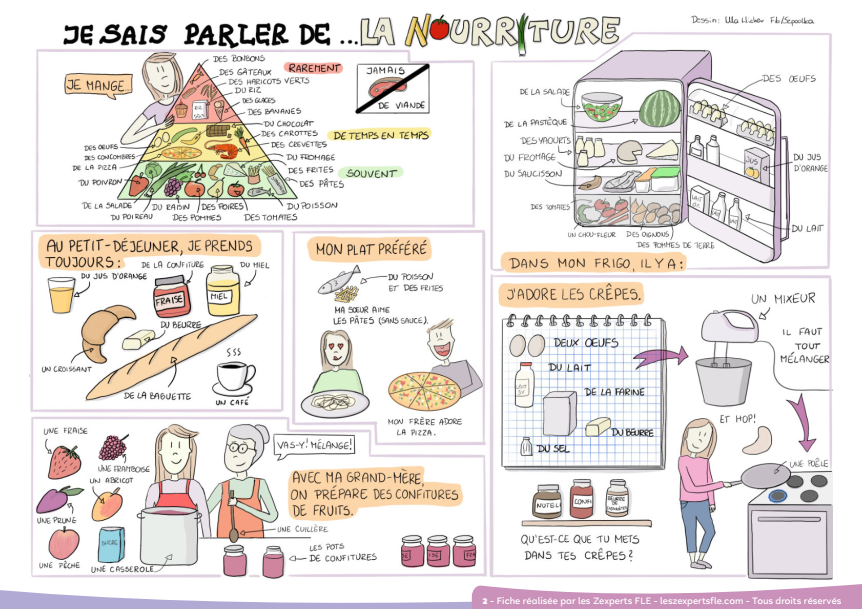 JE SAIS PARLER DE ... LA NOURRITURE
JE MANGE...
DES BONBONS
DES GÂTEAUX
RAREMENT
DES HARICOTS VERTS
DU RIZ
DES GLACES
DES BANANES
DU CHOCOLAT
DES CAROTTES
DE TEMPS EN TEMPS
DES CREVETTES
DES OEUFS
DES CONCOMBRES
DU FROMAGE
DE LA PIZZA
DES FRITES
SOUVENT
DU POIVRON
DES PÂTES
DE LA SALADE
DU RAISIN
DES POIRES
DU POISSON
DU POIREAU
DES POMMES
DES TOMATES
JAMAIS
DE VIANDE
DE LA SALADE
DES OEUFS
DE LA PASTÈQUE
DES YAOURTS
DU FROMAGE
DU SAUCISSON
JUS
DU JUS
D'ORANGE
DES TOMATES
LAIT
DU LAIT
UN CHOU-FLEUR
DES OIGNONS
DES POMMES DE TERRE
DANS MON FRIGO, IL Y A :
AU PETIT-DÉJEUNER, JE PRENDS
TOUJOURS :
DU JUS D'ORANGE
DE LA CONFITURE
DU MIEL
FRAISE
MIEL
DU BEURRE
UN CROISSANT
DE LA BAGUETTE
UN CAFÉ
MON PLAT PRÉFÉRÉ
DU POISSON
ET DES FRITES
MA SŒUR AIME
LES PÂTES (SANS SAUCE).
MON FRÈRE ADORE
LA PIZZA.
J'ADORE LES CRÊPES.
DEUX OEUFS
DU LAIT
LAIT
DE LA FARINE
DU BEURRE
DU SEL
UN MIXEUR
IL FAUT
TOUT
MÉLANGER
ET HOP!
UNE POÊLE
NUTEL
CONFI
BEURRE
QU'EST-CE QUE TU METS
DANS TES CRÊPES?
UNE FRAISE
UNE FRAMBOISE
UN ABRICOT
UNE PRUNE
SUCRE
UNE PÊCHE
UNE CASSEROLE
VAS-Y! MÉLANGE!
AVEC MA GRAND-MÈRE,
ON PRÉPARE DES CONFITURES
DE FRUITS.
UNE CUILLÈRE
LES POTS
DE CONFITURES
2 – Fiche réalisée par les Zexperts FLE – leszexpertsfle.com – Tous droits réservés